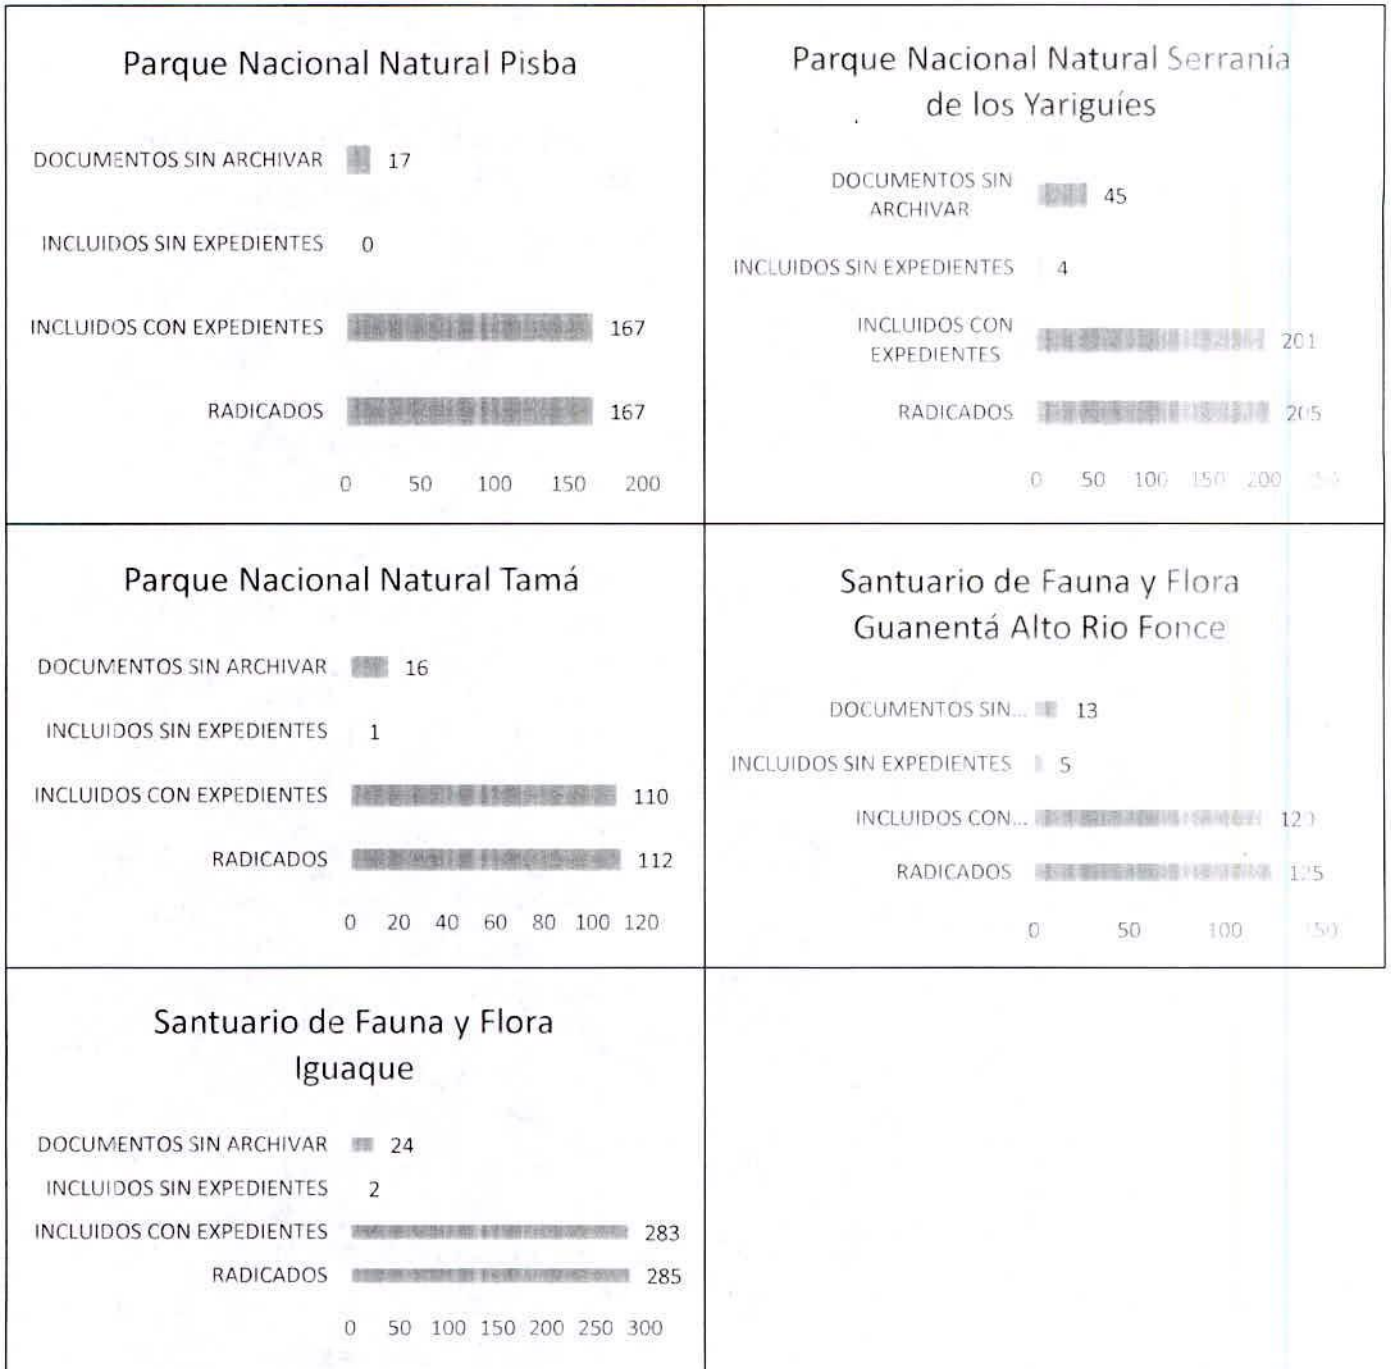 Parque Nacional Natural Pisba
DOCUMENTOS SIN ARCHIVAR 17
INCLUIDOS SIN EXPEDIENTES 0
INCLUIDOS CON EXPEDIENTES 167
RADICADOS 167
0 50 100 150 200
Parque Nacional Natural Serranía
de los Yariguíes
DOCUMENTOS SIN
ARCHIVAR
45
INCLUIDOS SIN EXPEDIENTES 4
INCLUIDOS CON
EXPEDIENTES
201
RADICADOS 205
0 50 100 150 200
Parque Nacional Natural Tamá
DOCUMENTOS SIN ARCHIVAR 16
INCLUIDOS SIN EXPEDIENTES 1
INCLUIDOS CON EXPEDIENTES 110
RADICADOS 112
0 20 40 60 80 100 120
Santuario de Fauna y Flora
Guanentá Alto Rio Fonce
DOCUMENTOS SIN... 13
INCLUIDOS SIN EXPEDIENTES 5
INCLUIDOS CON... 120
RADICADOS 125
0 50 100 150
Santuario de Fauna y Flora
Iguaque
DOCUMENTOS SIN ARCHIVAR 24
INCLUIDOS SIN EXPEDIENTES 2
INCLUIDOS CON EXPEDIENTES 283
RADICADOS 285
0 50 100 150 200 250 300